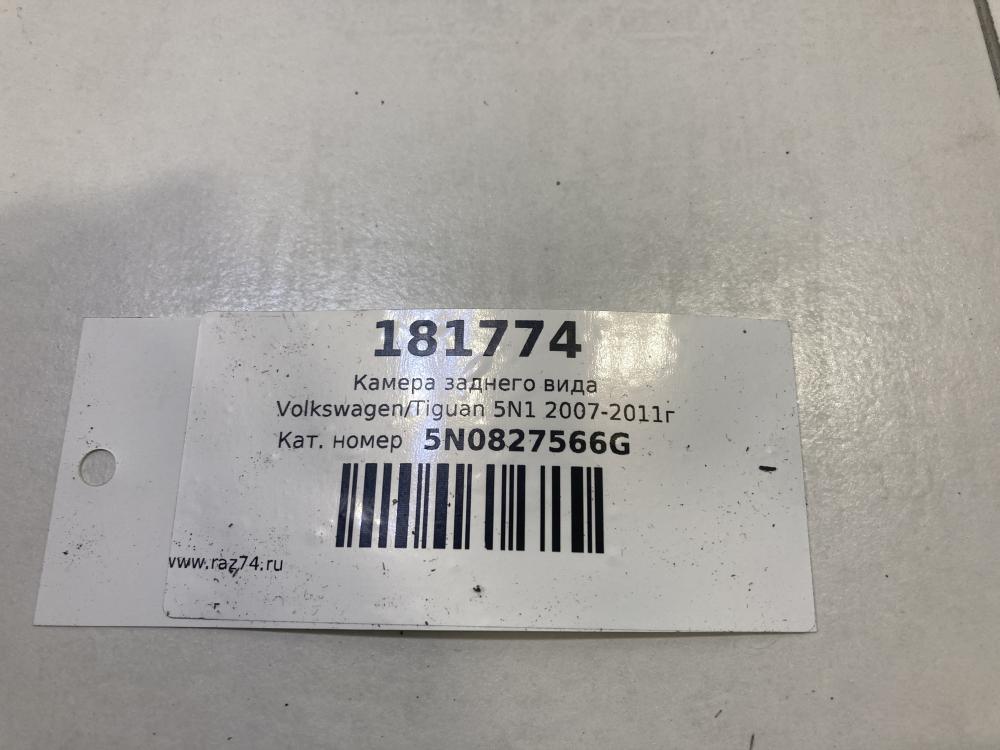 181774
Камера заднего вида
Volkswagen/Tiguan 5N1 2007-2011г
Кат. номер 5N0827566G
www.raz74.ru